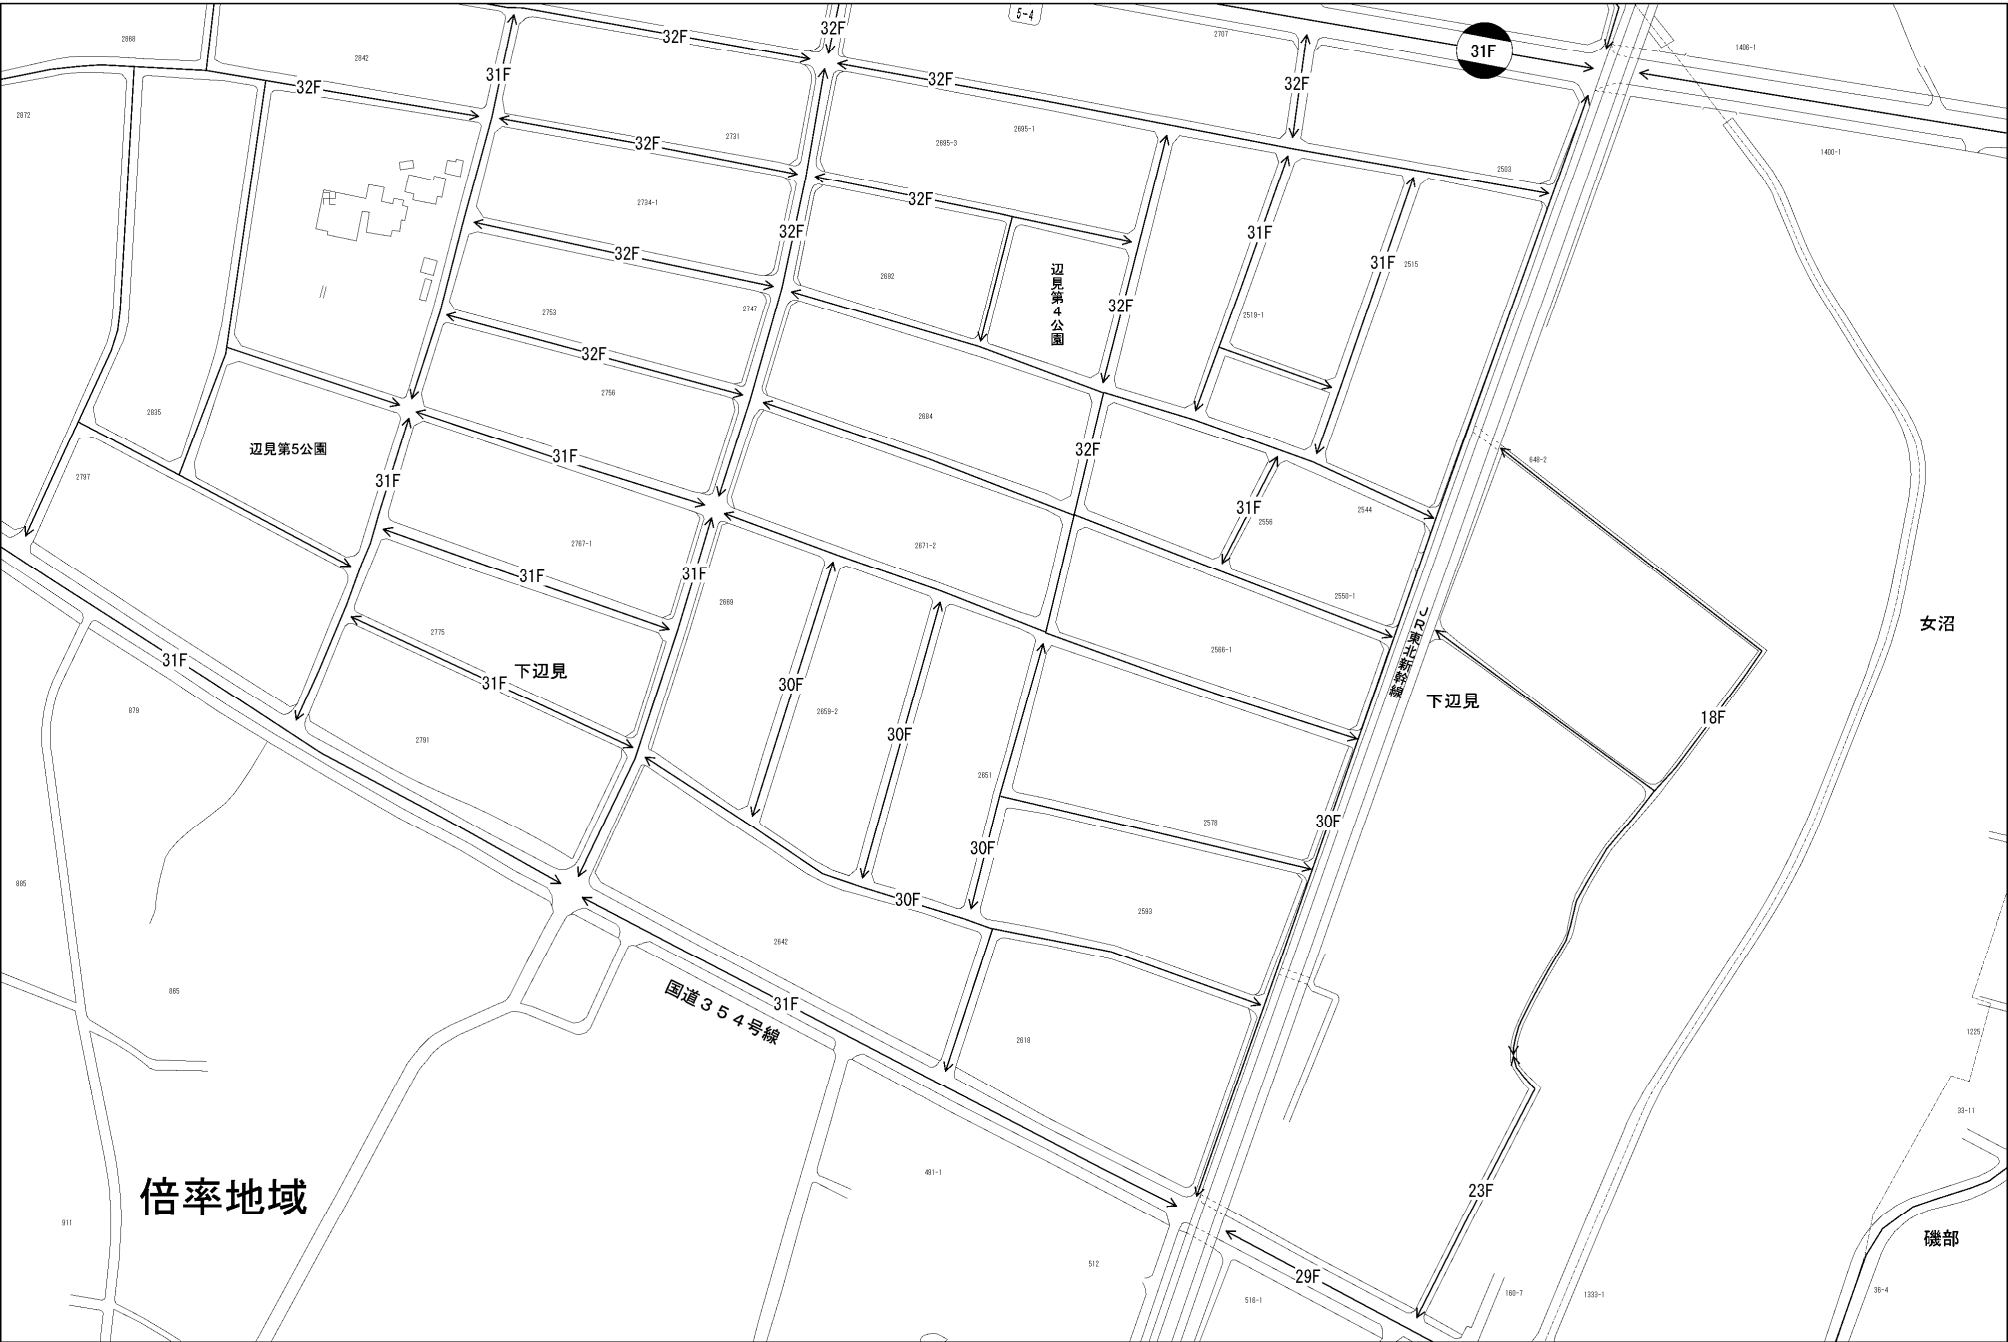 5-4
32F
32F
2707
31F
1406-1
2868
2842
31F
32F
32F
32F
2872
2731
32F
2695-3
2695-1
2503
1400-1
2734-1
32F
32F
31F
31F
2515
32F
2692
辺見第4公園
32F
2753
2747
2519-1
32F
2756
2835
2684
辺見第5公園
31F
32F
648-2
2797
31F
31F
2556
2544
2767-1
2671-2
31F
31F
2669
2550-1
2775
女沼
JR東北新幹線
31F
下辺見
31F
2566-1
30F
下辺見
879
2659-2
18F
2791
30F
2651
2578
30F
30F
885
30F
2593
2642
865
国道354号線
31F
2618
1225
33-11
491-1
倍率地域
23F
911
磯部
512
29F
516-1
160-7
1333-1
36-4